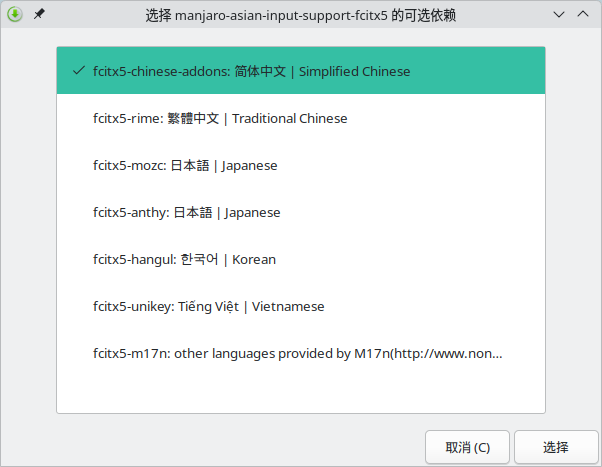 选择 manjaro-asian-input-support-fcitx5 的可选依赖
fcitx5-chinese-addons: 简体中文 | Simplified Chinese
fcitx5-rime: 繁體中文 | Traditional Chinese
fcitx5-mozc: 日本語 | Japanese
fcitx5-anthy: 日本語 | Japanese
fcitx5-hangul: 한국어 | Korean
fcitx5-unikey: Tiếng Việt | Vietnamese
fcitx5-m17n: other languages provided by M17n(http://www.non...
取消 (C) 选择